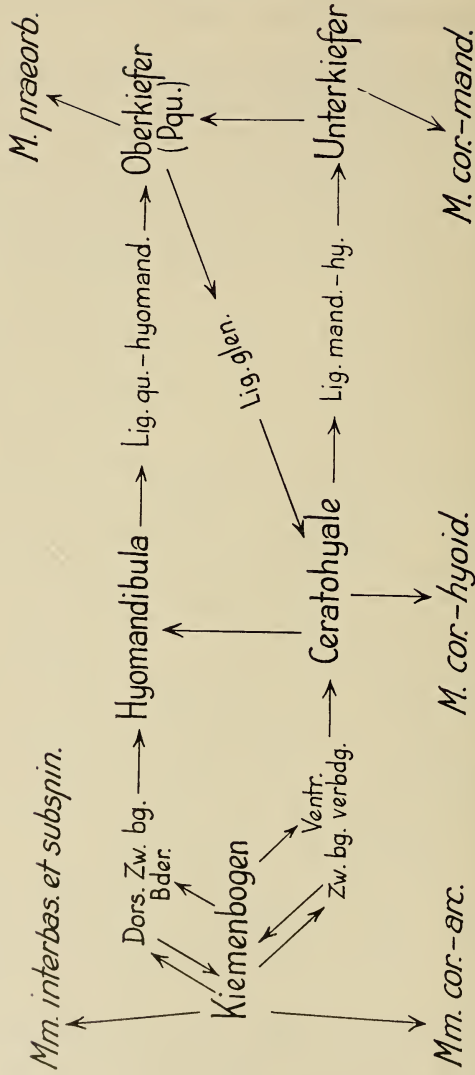 Mm. interbas. et subspin.
M. praeorb.
Dors. Zw. bg.
Bder.
Hyomandibula
Lig. qu.-hyomand.
Oberkiefer
(Pqu.)
Kiemenbogen
Lig. glen.
Ventr.
Zw. bg. verbdg.
Ceratohyale
Lig. mand.-hy.
Unterkiefer
Mm. cor.-arc.
M. cor.-hyoid.
M. cor.-mand.